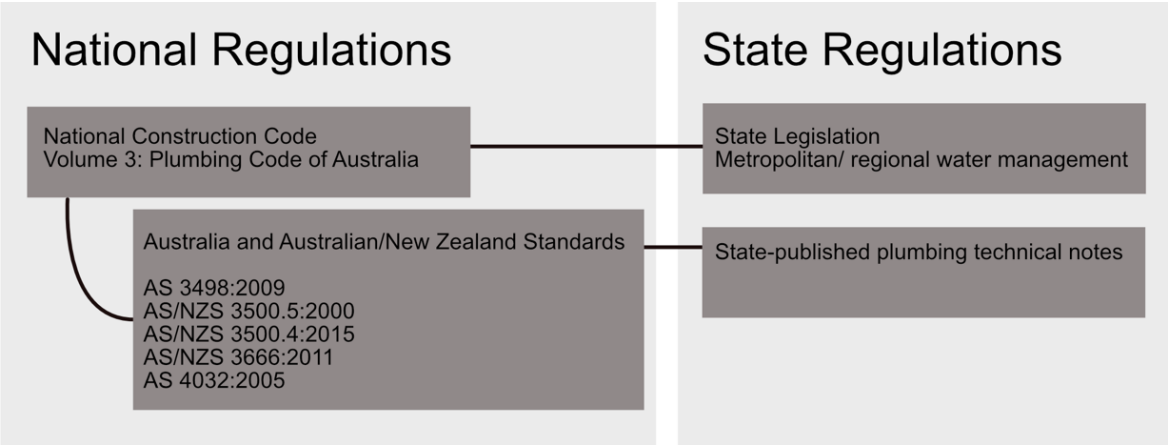 National Regulations
National Construction Code
Volume 3: Plumbing Code of Australia
Australia and Australian/New Zealand Standards
AS 3498:2009
AS/NZS 3500.5:2000
AS/NZS 3500.4:2015
AS/NZS 3666:2011
AS 4032:2005
State Regulations
State Legislation
Metropolitan/ regional water management
State-published plumbing technical notes